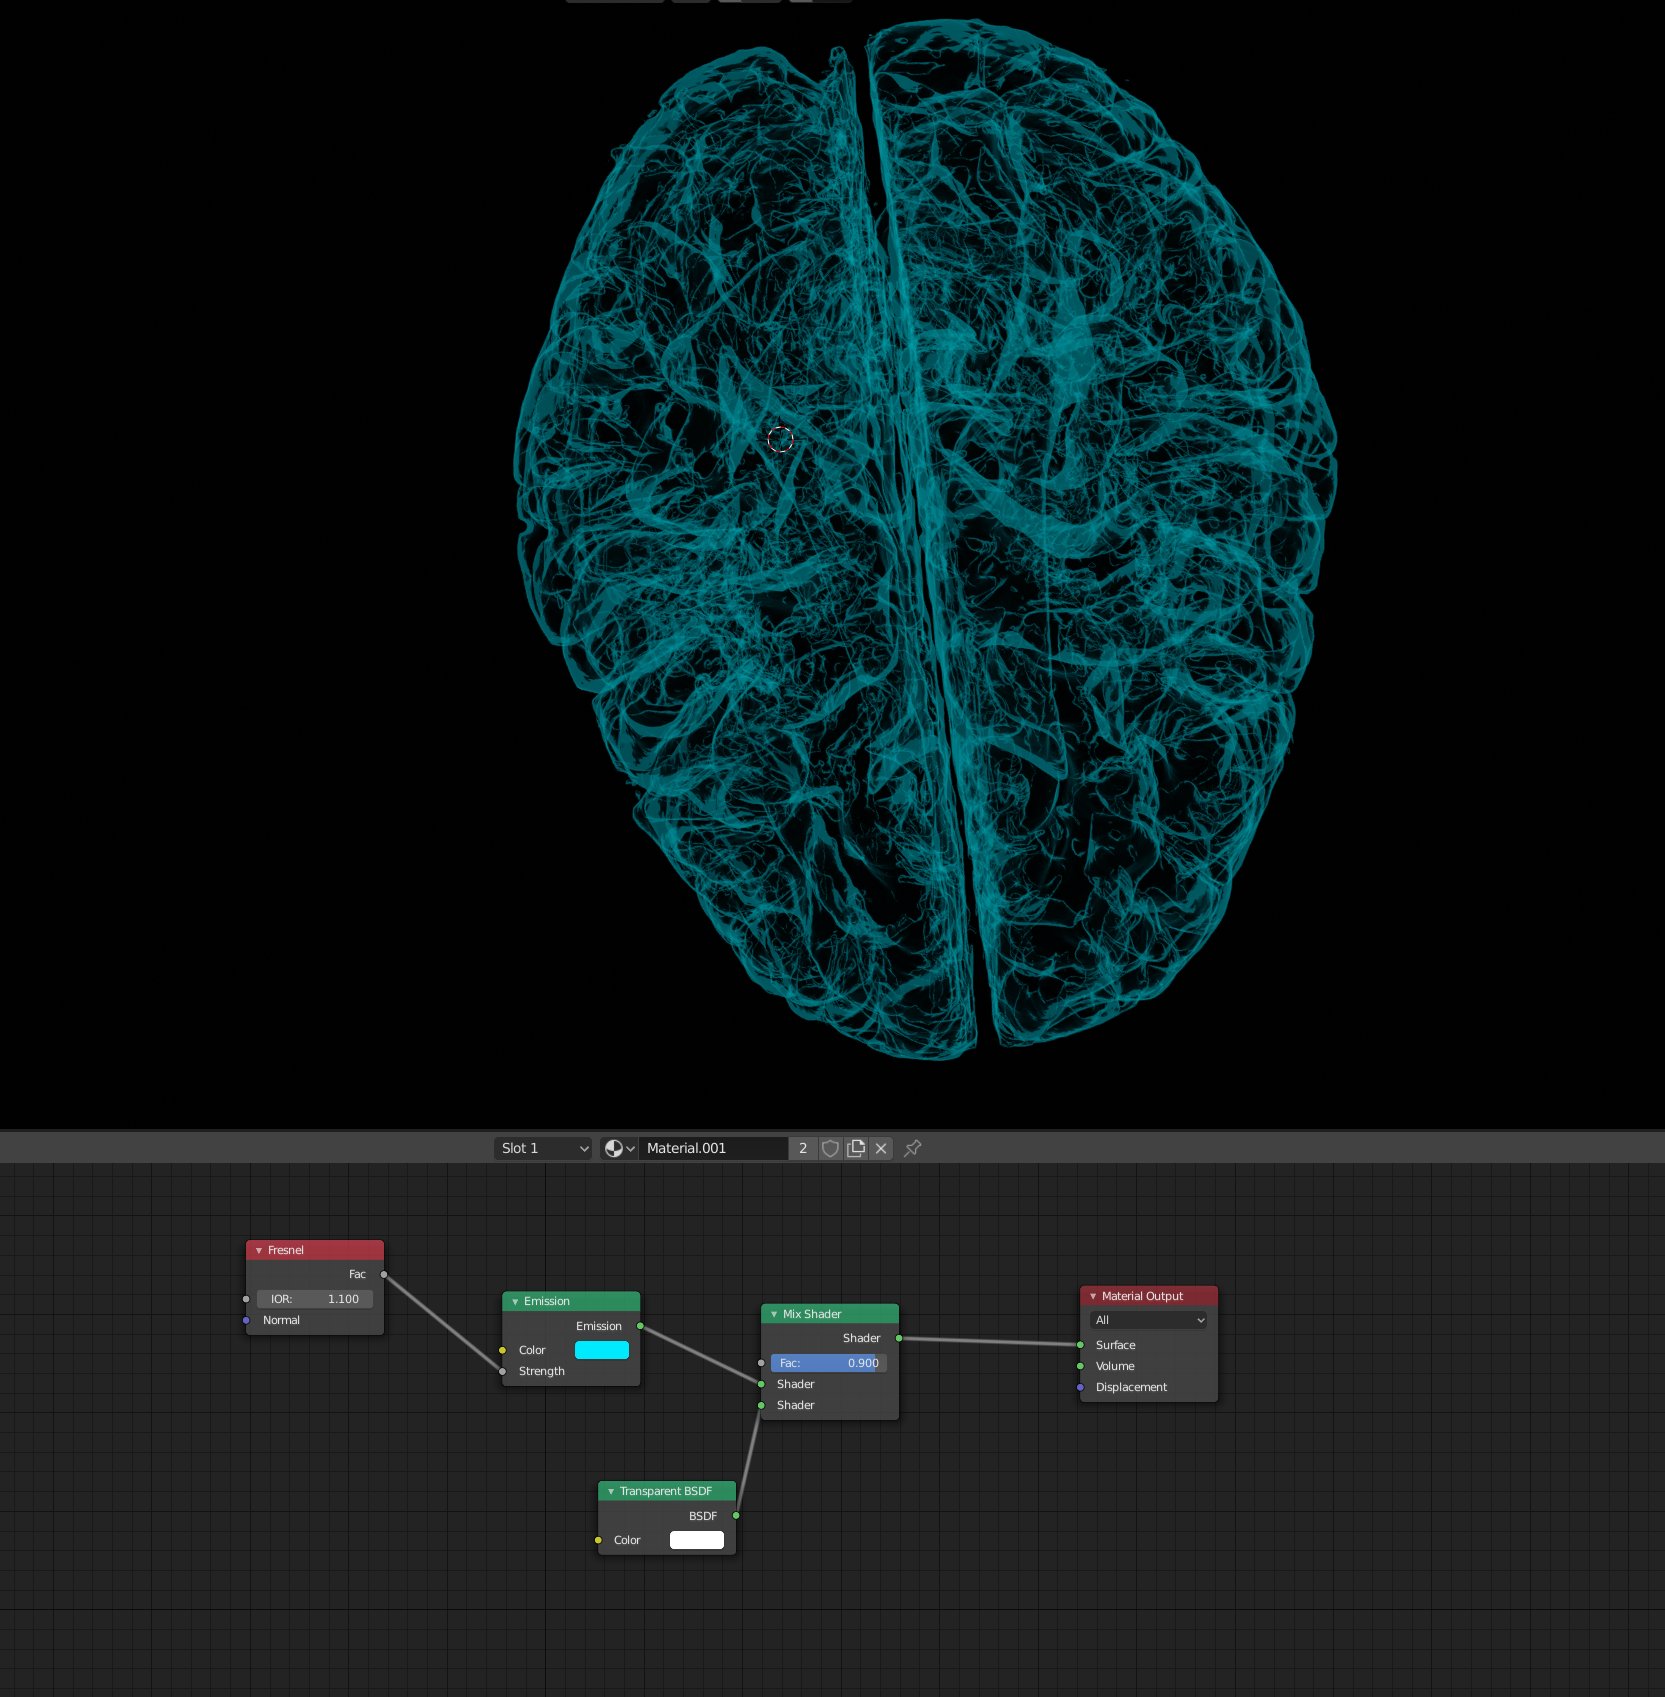 Slot 1 Material.001 2
Fresnel
Fac
IOR: 1.100
Normal
Emission
Emission
Color
Strength
Mix Shader
Shader
Fac: 0.900
Shader
Shader
Material Output
All
Surface
Volume
Displacement
Transparent BSDF
BSDF
Color